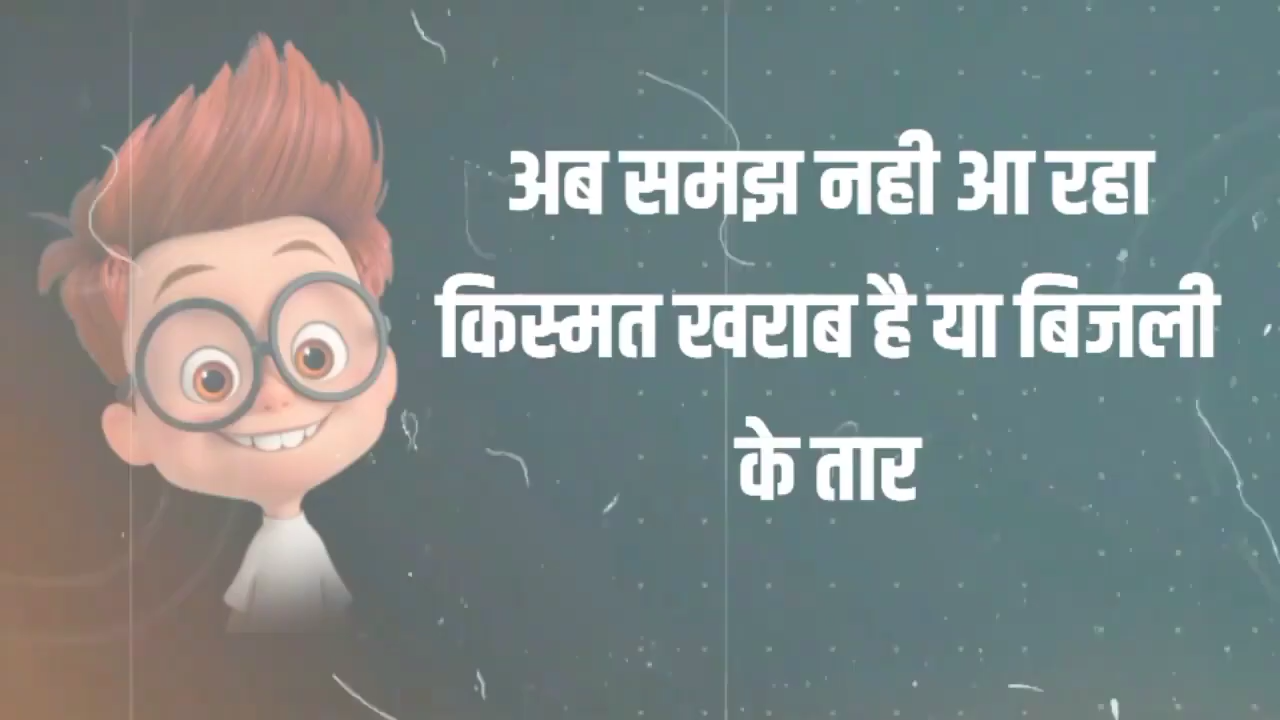 अब समझ नही आ रहा
किस्मत खराब है या बिजली
के तार